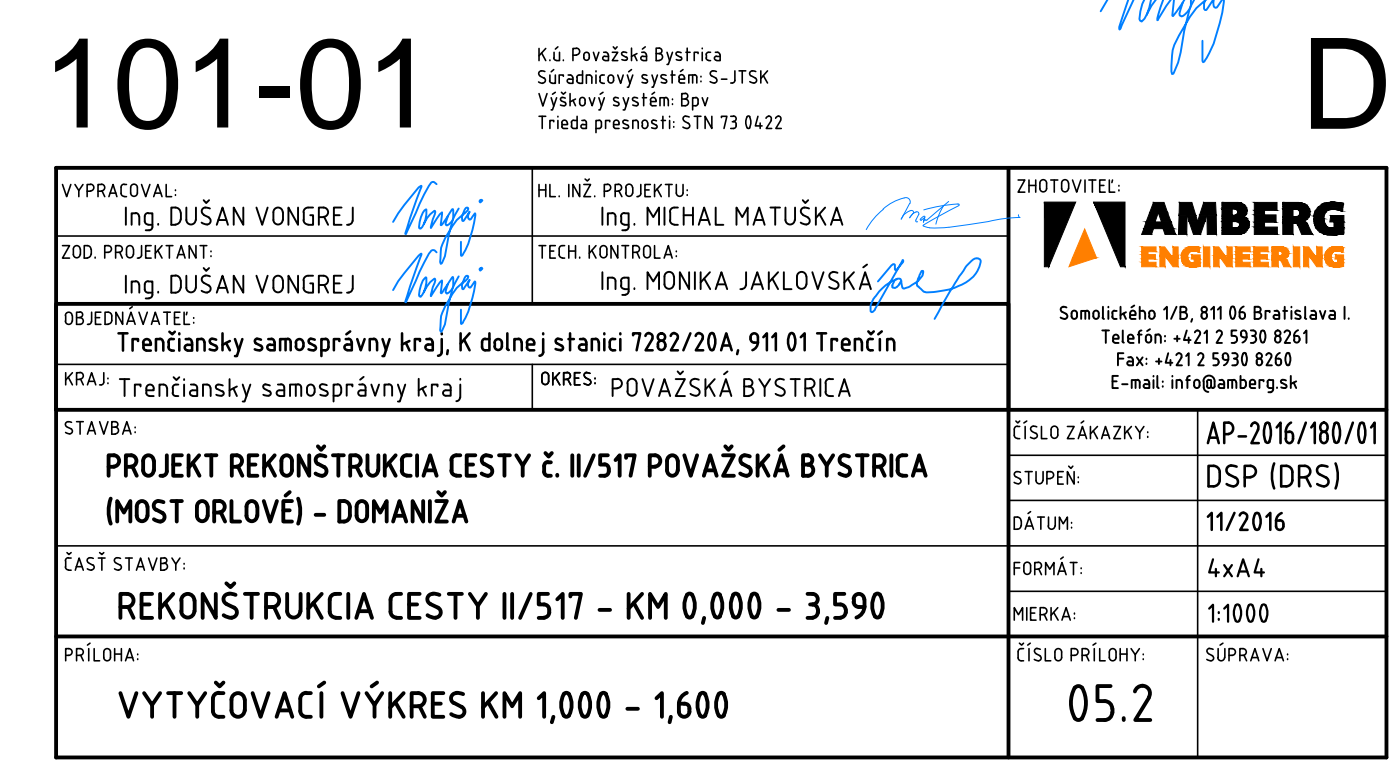 101-01
K.ú. Považská Bystrica
Súradnicový systém: S-JTSK
Výškový systém: Bpv
Trieda presnosti: STN 73 0422
D
VYPRACOVAL:
Ing. DUŠAN VONGREJ
HL. INŽ. PROJEKTU:
Ing. MICHAL MATUŠKA
ZOD. PROJEKTANT:
Ing. DUŠAN VONGREJ
TECH. KONTROLA:
Ing. MONIKA JAKLOVSKÁ
ZHOTOVITEĽ:
AMBERG
ENGINEERING
Somolického 1/B, 811 06 Bratislava I.
Telefón: +421 2 5930 8261
Fax: +421 2 5930 8260
E-mail: info@amberg.sk
OBJEDNÁVATEĽ:
Trenčiansky samosprávny kraj, K dolnej stanici 7282/20A, 911 01 Trenčín
KRAJ: Trenčiansky samosprávny kraj
OKRES: POVAŽSKÁ BYSTRICA
STAVBA:
PROJEKT REKONŠTRUKCIA CESTY č. II/517 POVAŽSKÁ BYSTRICA
(MOST ORLOVÉ) – DOMANIŽA
ČÍSLO ZÁKAZKY: AP-2016/180/01
STUPEŇ: DSP (DRS)
DÁTUM: 11/2016
ČASŤ STAVBY:
REKONŠTRUKCIA CESTY II/517 – KM 0,000 – 3,590
FORMÁT: 4xA4
MIERKA: 1:1000
PRÍLOHA:
VYTYČOVACÍ VÝKRES KM 1,000 – 1,600
ČÍSLO PRÍLOHY:
05.2
SÚPRAVA: